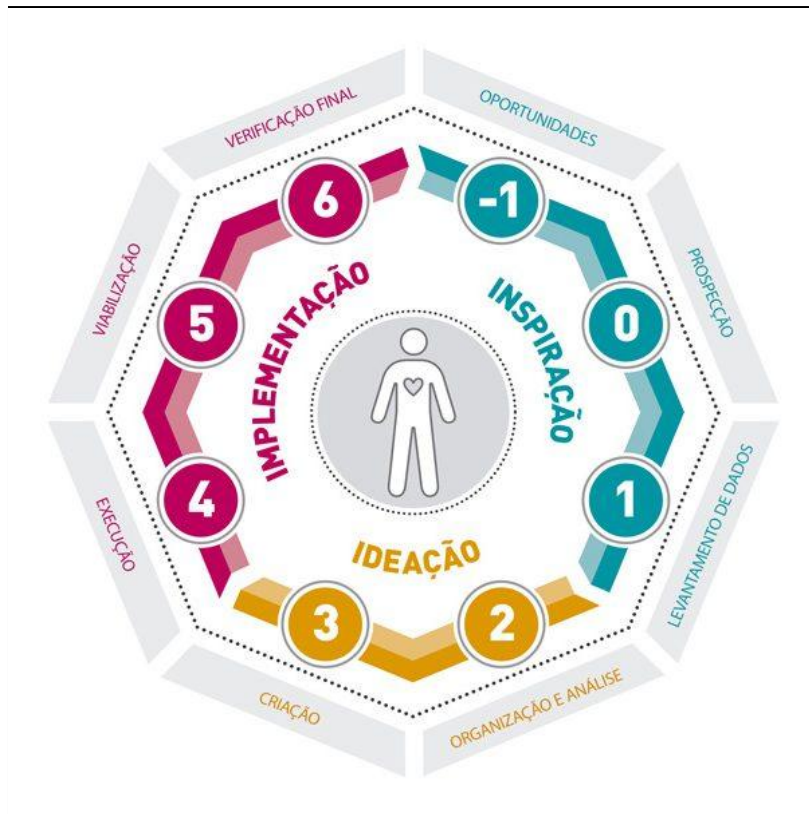 OPORTUNIDADES
-1
PROSPECÇÃO
0
LEVANTAMENTO DE DADOS
1
INSPIRAÇÃO
ORGANIZAÇÃO E ANÁLISE
2
CRIAÇÃO
3
IDEAÇÃO
EXECUÇÃO
4
VIABILIZAÇÃO
5
VERIFICAÇÃO FINAL
6
IMPLEMENTAÇÃO